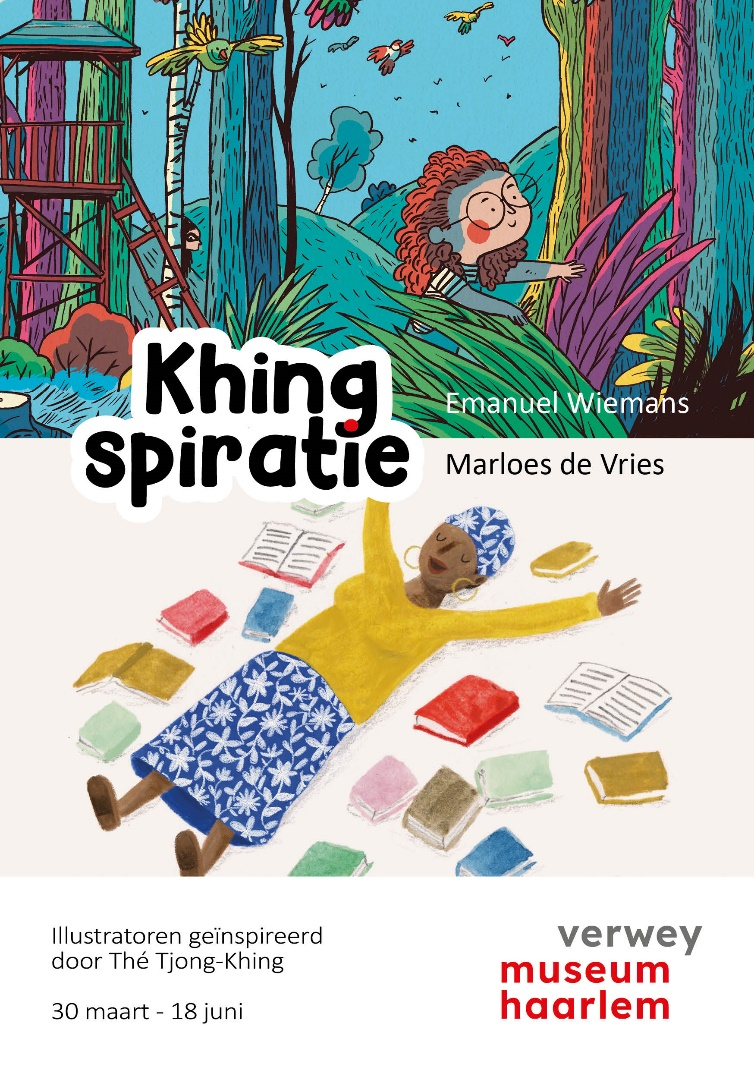 Khing
spiratie
Emanuel Wiemans
Marloes de Vries
Illustratoren geïnspireerd
door Thé Tjong-Khing
30 maart - 18 juni
verwey
museum
haarlem